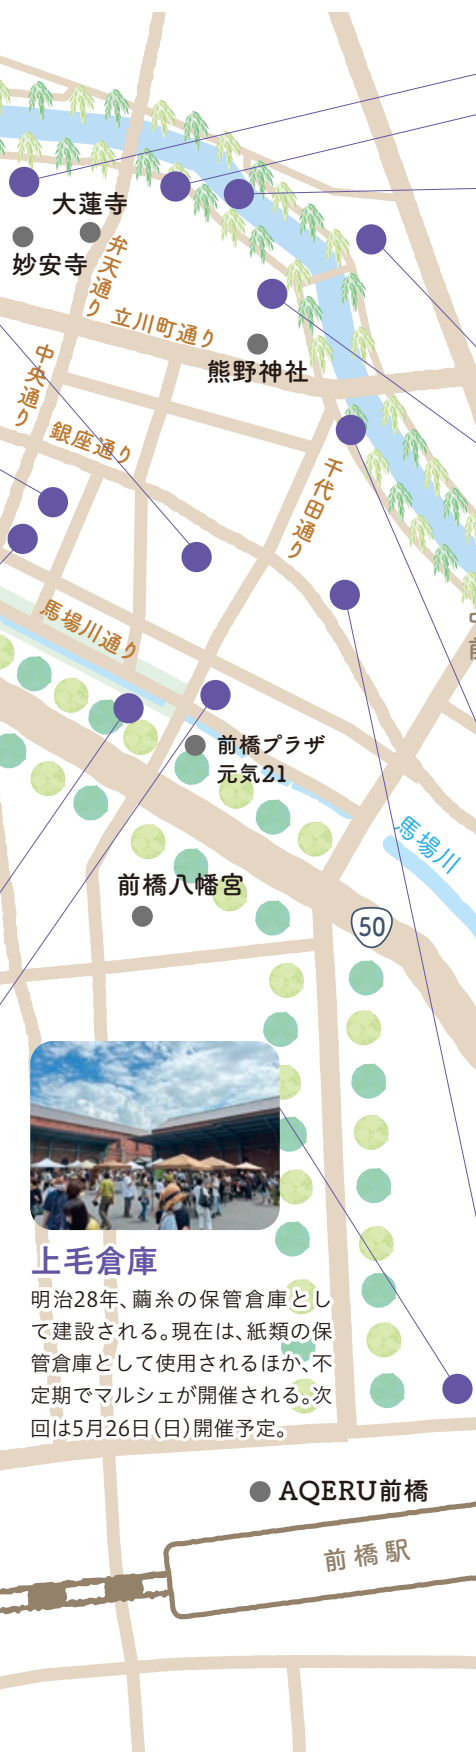 大蓮寺
妙安寺
弁天通り
立川町通り
熊野神社
中央通り
銀座通り
千代田通り
馬場川通り
前橋プラザ
元気21
馬場川
前橋八幡宮
50
上毛倉庫
明治28年、繭糸の保管倉庫とし
て建設される。現在は、紙類の保
管倉庫として使用されるほか、不
定期でマルシェが開催される。次
回は5月26日(日)開催予定。
AQERU前橋
前橋駅